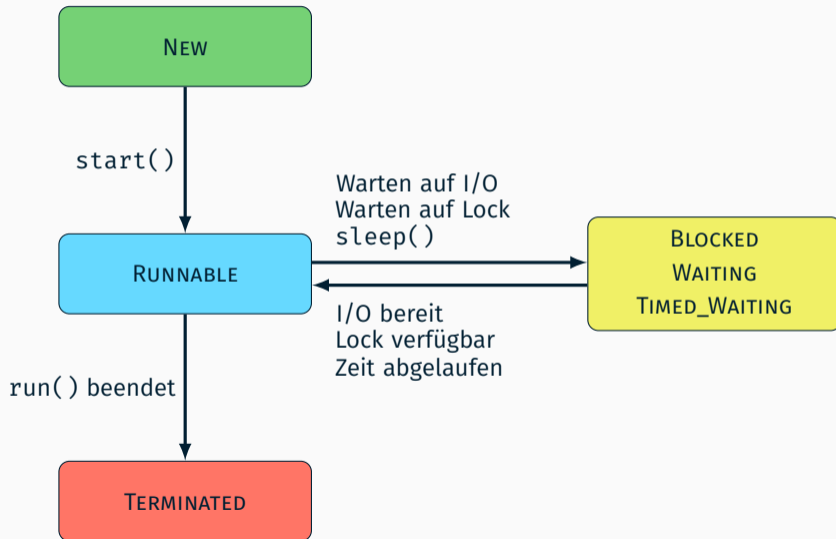 NEW
start()
Warten auf I/O
Warten auf Lock
sleep()
BLOCKED
WAITING
TIMED_WAITING
RUNNABLE
I/O bereit
Lock verfügbar
Zeit abgelaufen
run() beendet
TERMINATED